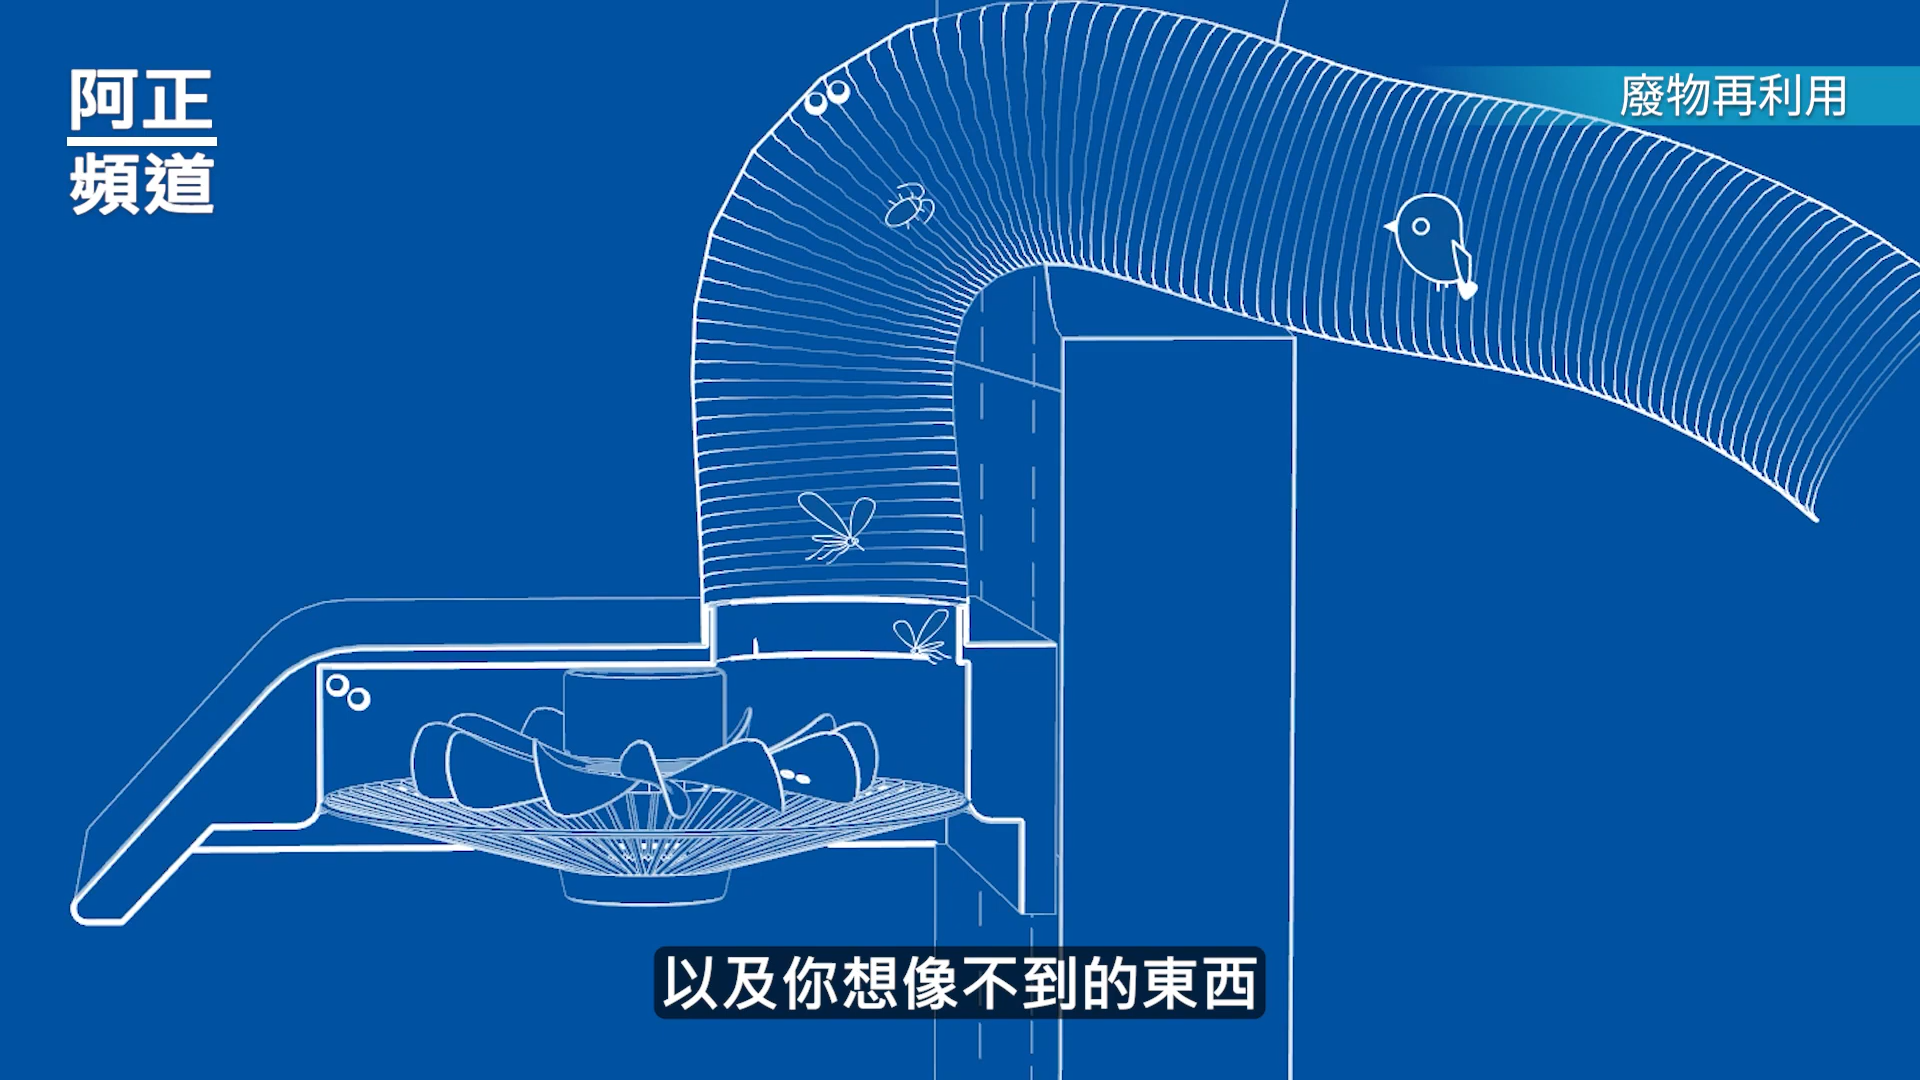 阿正
頻道
廢物再利用
以及你想像不到的東西